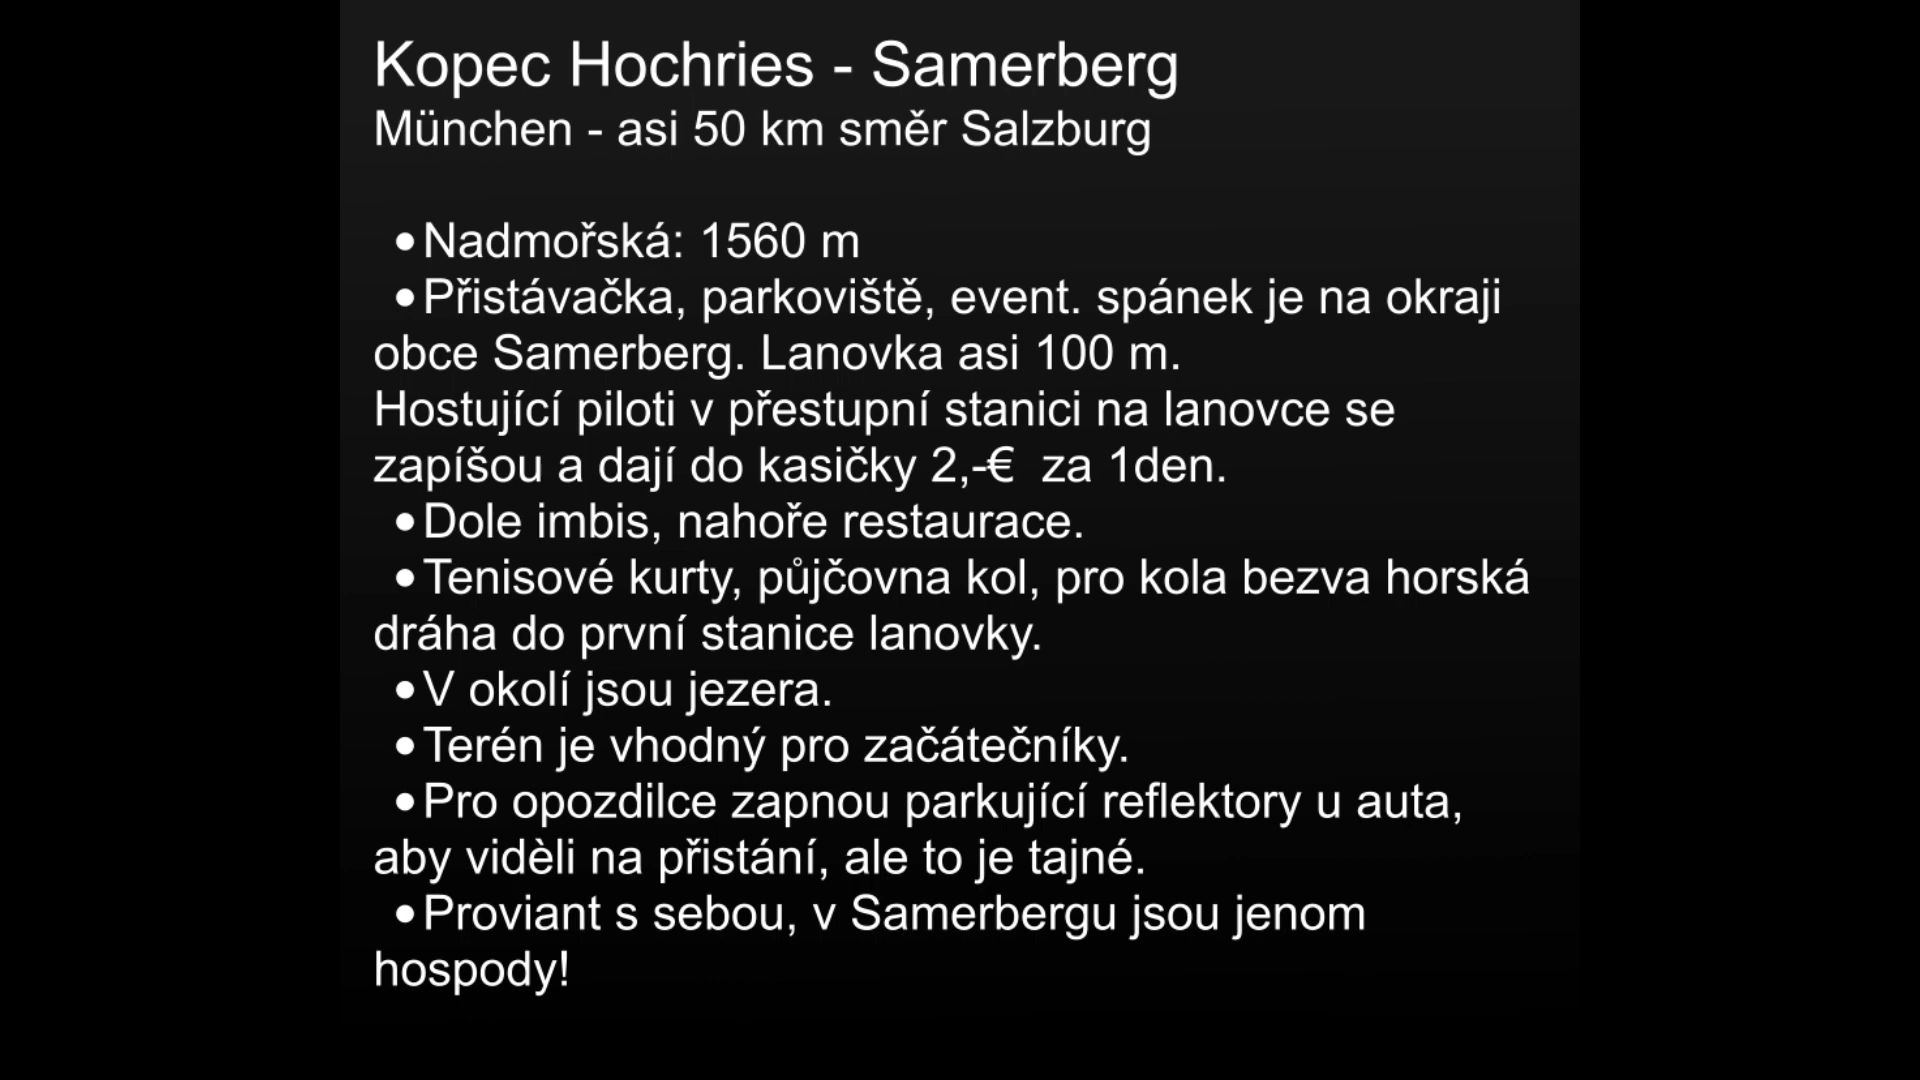 Kopec Hochries - Samerberg
München - asi 50 km směr Salzburg
•Nadmořská: 1560 m
•Přistávačka, parkoviště, event. spánek je na okraji
obce Samerberg. Lanovka asi 100 m.
Hostující piloti v přestupní stanici na lanovce se
zapíšou a dají do kasičky 2,-€  za 1den.
•Dole imbis, nahoře restaurace.
•Tenisové kurty, půjčovna kol, pro kola bezva horská
dráha do první stanice lanovky.
•V okolí jsou jezera.
•Terén je vhodný pro začátečníky.
•Pro opozdilce zapnou parkující reflektory u auta,
aby vidèli na přistání, ale to je tajné.
•Proviant s sebou, v Samerbergu jsou jenom
hospody!